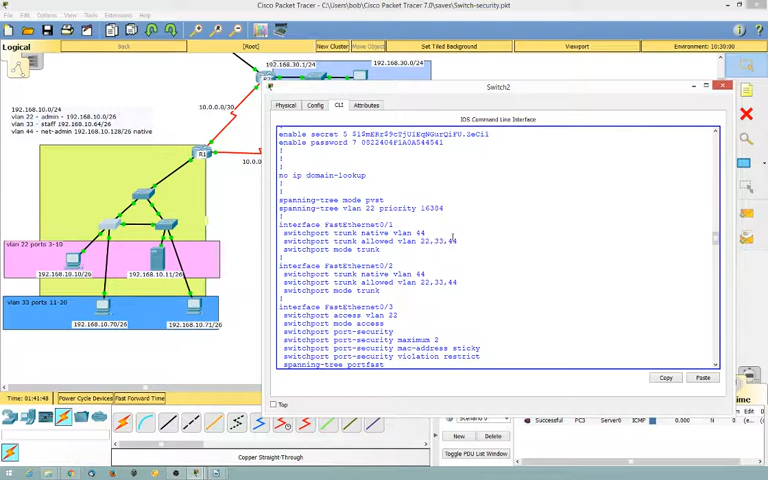 Cisco Packet Tracer - C:\Users\bob\Cisco Packet Tracer 7.0\saves\Switch-security.pkt
File Edit Options View Tools Extensions Help
Logical
Back
[Root]
New Cluster
Move Object
Set Tiled Background
Viewport
Environment: 10:30:00
192.168.10.0/24
vlan 22 - admin - 192.168.10.0/26
vlan 33 - staff 192.168.10.64/26
vlan 44 - net-admin 192.168.10.128/26 native
192.168.30.1/24
192.168.30.0/24
10.0.0.0/30
R1
10.0.0
vlan 22 ports 3-10
192.168.10.10/26
192.168.10.11/26
vlan 33 ports 11-20
192.168.10.70/26
192.168.10.71/26
Switch2
Physical
Config
CLI
Attributes
IOS Command Line Interface
enable password 7 0822404F1A0A544541
!
!
!
no ip domain-lookup
!
!
spanning-tree mode pvst
spanning-tree vlan 22 priority 16384
!
interface FastEthernet0/1
switchport trunk native vlan 44
switchport trunk allowed vlan 22,33,44
switchport mode trunk
!
interface FastEthernet0/2
switchport trunk native vlan 44
switchport trunk allowed vlan 22,33,44
switchport mode trunk
!
interface FastEthernet0/3
switchport access vlan 22
switchport mode access
switchport port-security
switchport port-security maximum 2
switchport port-security mac-address sticky
switchport port-security violation restrict
spanning-tree portfast
Copy
Paste
Top
Time: 01:41:48
Power Cycle Devices
Fast Forward Time
Scenario 0
New
Delete
Toggle PDU List Window
Successful PC3 Server0 ICMP 0.000 N
Copper Straight-Through